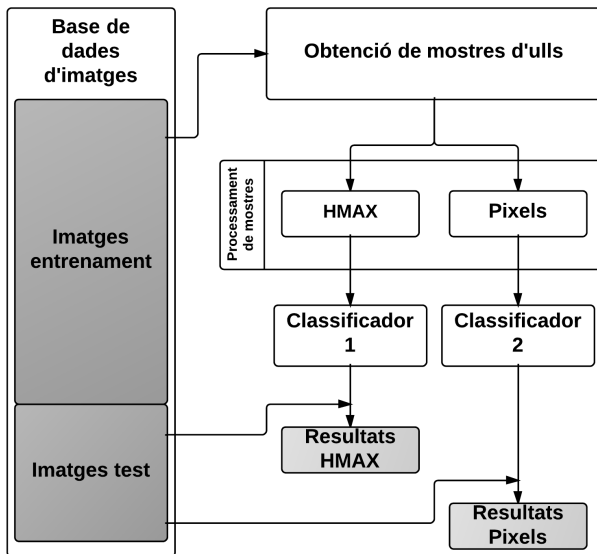 Base de
dades
d'imatges
Obtenció de mostres d'ulls
Imatges
entrenament
Processament
de mostres
HMAX
Pixels
Classificador
1
Classificador
2
Imatges test
Resultats
HMAX
Resultats
Pixels